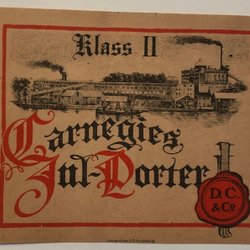 Klass II
Carnegies
Jul-Porter
D.C.
& Co